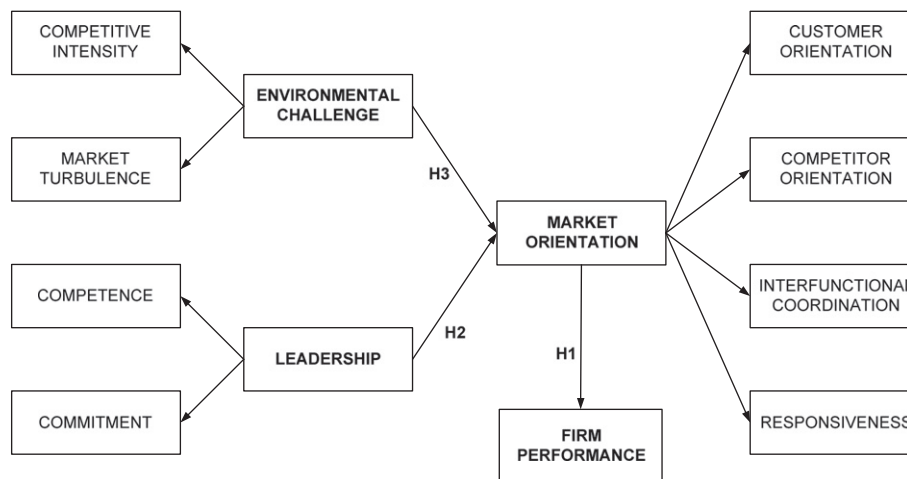 COMPETITIVE
INTENSITY
CUSTOMER
ORIENTATION
ENVIRONMENTAL
CHALLENGE
MARKET
TURBULENCE
COMPETITOR
ORIENTATION
H3
MARKET
ORIENTATION
COMPETENCE
INTERFUNCTIONAL
COORDINATION
H2
LEADERSHIP
H1
COMMITMENT
FIRM
PERFORMANCE
RESPONSIVENESS